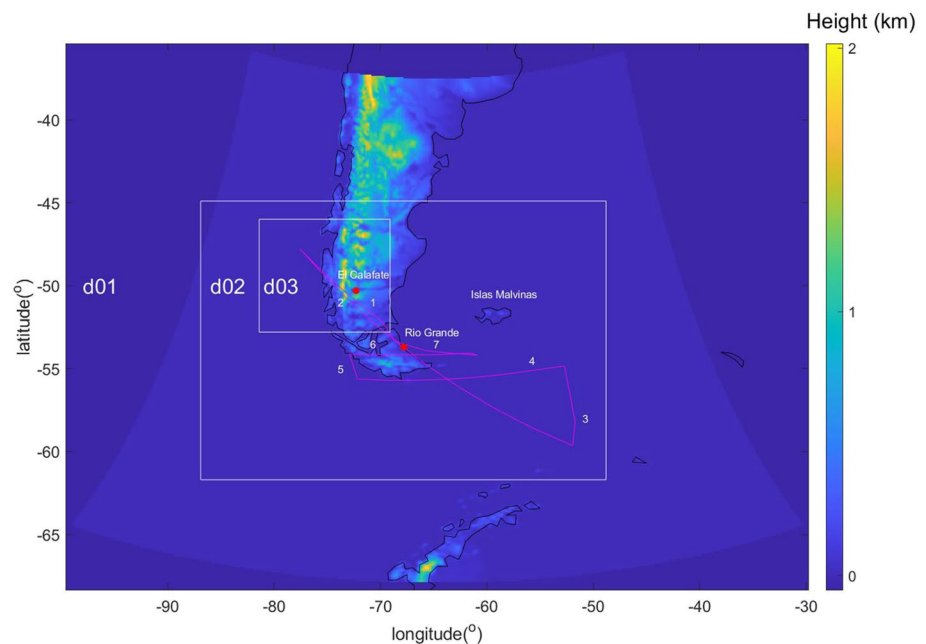 Height (km)
2
-40
-45
d01
d02
d03
-50
El Calafate
2
1
Islas Malvinas
1
Rio Grande
6
7
4
5
-55
3
-60
-65
0
-90
-80
-70
-60
-50
-40
-30
latitude(°)
longitude(°)